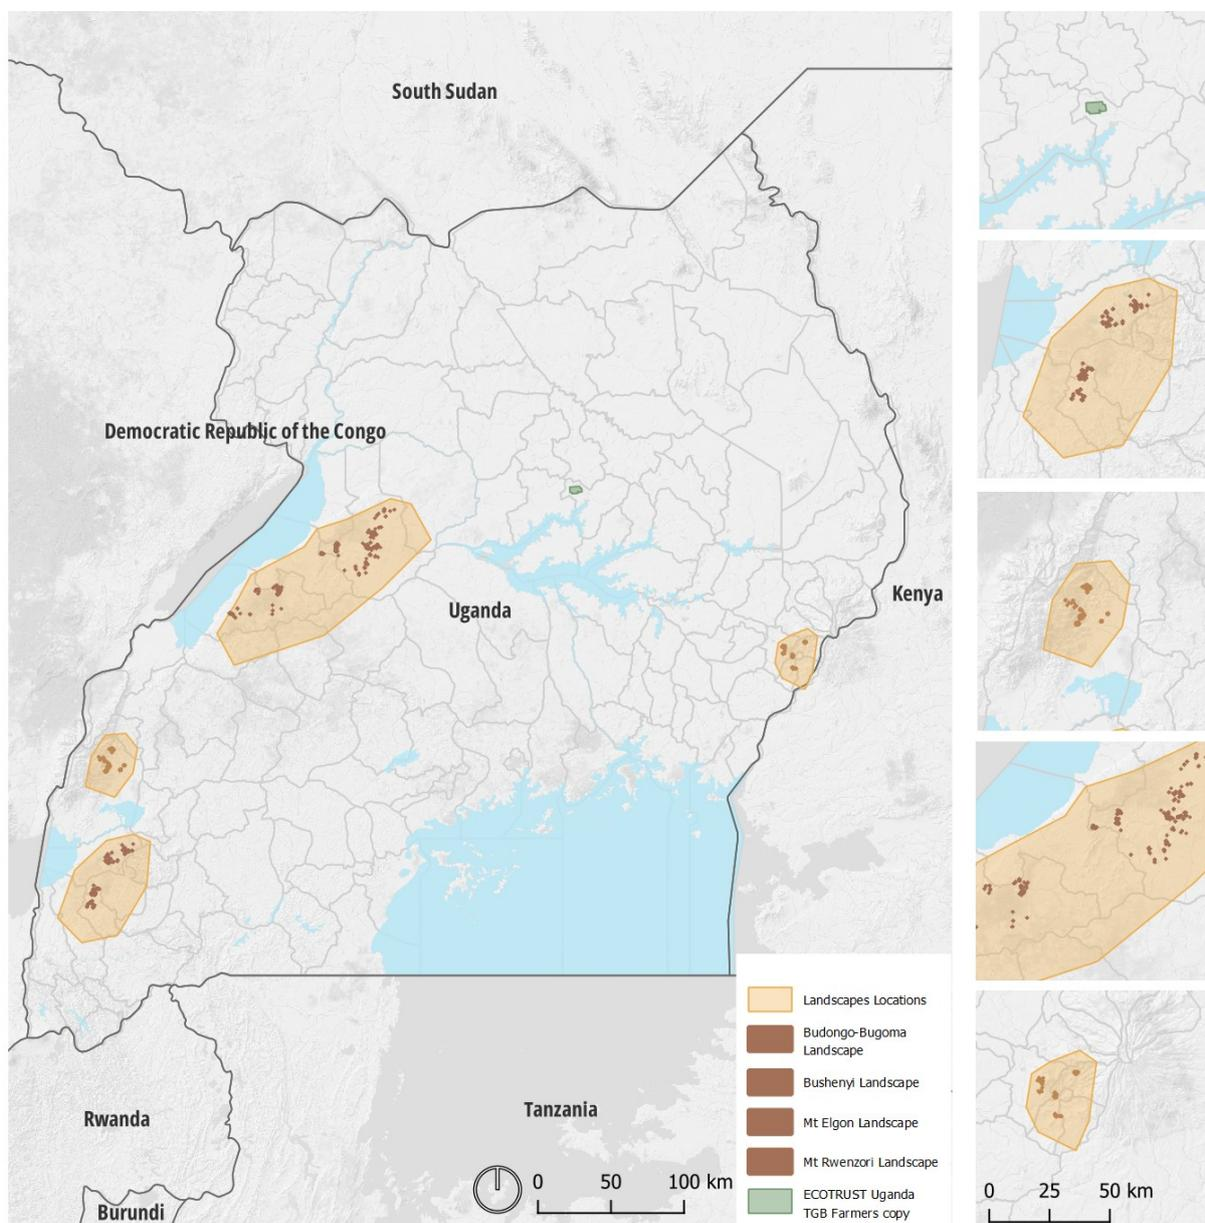 South Sudan
Democratic Republic of the Congo
Kenya
Uganda
Landscapes Locations
Budongo-Bugoma
Landscape
Bushenyi Landscape
Mt Elgon Landscape
Mt Rwenzori Landscape
ECOTRUST Uganda
TGB Farmers copy
Rwanda
Tanzania
Burundi
0 50 100 km
0 25 50 km